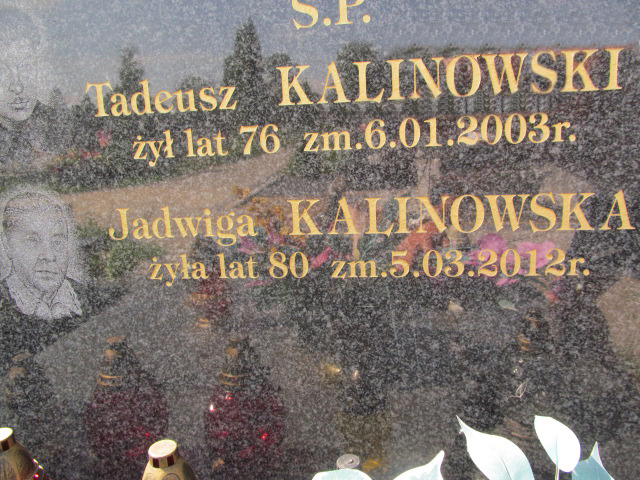 Ś.P.
Tadeusz KALINOWSKI
żył lat 76 zm.6.01.2003r.
Jadwiga KALINOWSKA
żyła lat 80 zm.5.03.2012r.